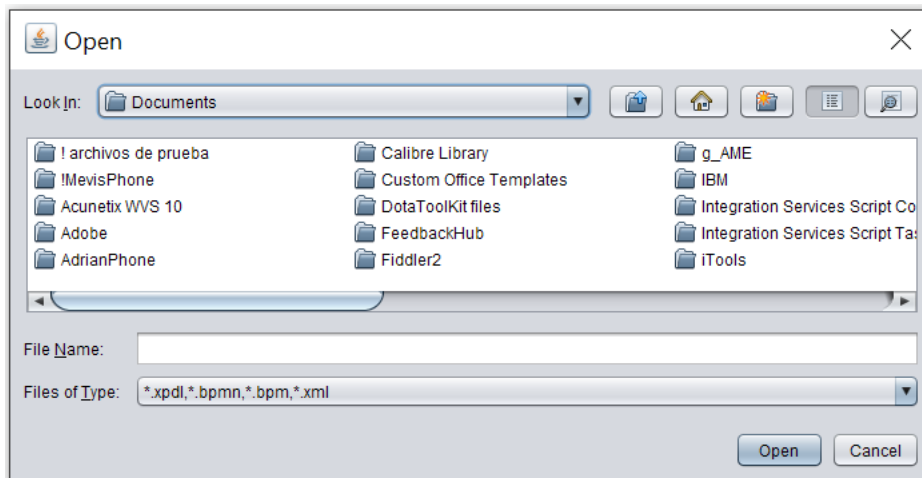 Open
Look In: Documents
! archivos de prueba Calibre Library g_AME
!MevisPhone Custom Office Templates IBM
Acunetix WVS 10 DotaToolKit files Integration Services Script Co
Adobe FeedbackHub Integration Services Script Tas
AdrianPhone Fiddler2 iTools
File Name:
Files of Type: *.xpdl,*.bpmn,*.bpm,*.xml
Open Cancel